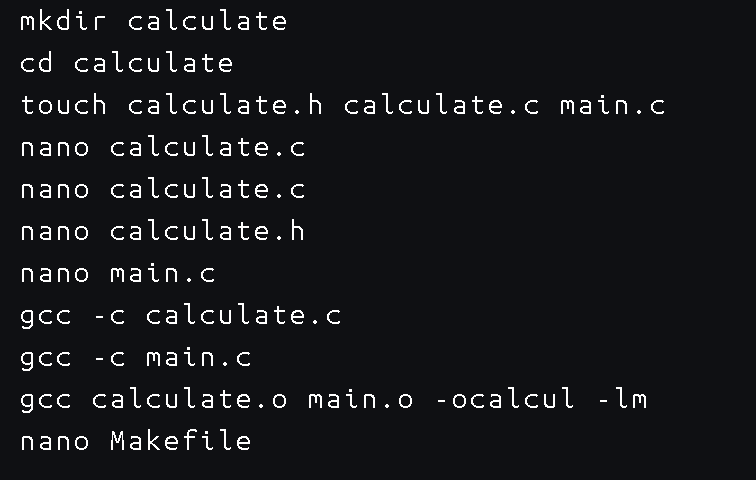 mkdir calculate
cd calculate
touch calculate.h calculate.c main.c
nano calculate.c
nano calculate.c
nano calculate.h
nano main.c
gcc -c calculate.c
gcc -c main.c
gcc calculate.o main.o -ocalcul -lm
nano Makefile